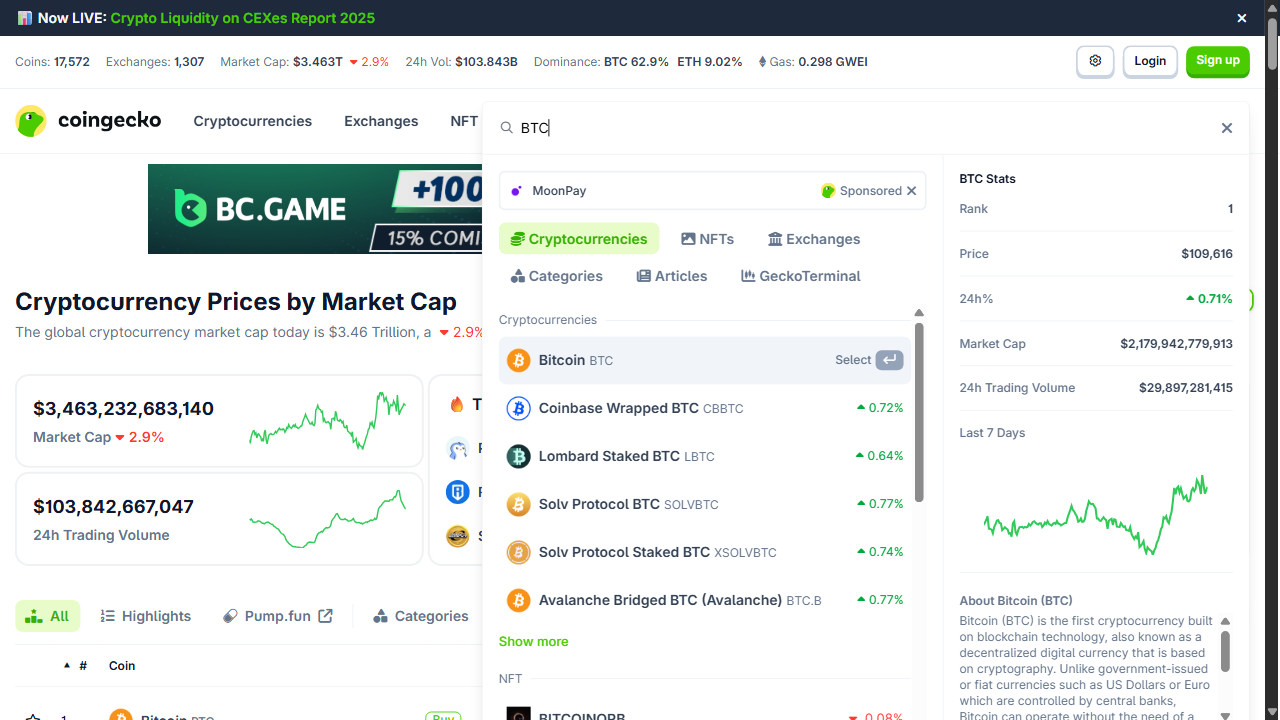 Now LIVE: Crypto Liquidity on CEXes Report 2025
Coins: 17,572 Exchanges: 1,307 Market Cap: $3.463T 2.9% 24h Vol: $103.843B Dominance: BTC 62.9% ETH 9.02% Gas: 0.298 GWEI
Login
Sign up
coingecko
Cryptocurrencies Exchanges NFT
BTC
BC.GAME
+100
15% COMI
Cryptocurrency Prices by Market Cap
The global cryptocurrency market cap today is $3.46 Trillion, a 2.9%
$3,463,232,683,140
Market Cap 2.9%
$103,842,667,047
24h Trading Volume
All Highlights Pump.fun Categories
# Coin
1 Bitcoin BTC Buy
MoonPay Sponsored
Cryptocurrencies NFTs Exchanges
Categories Articles GeckoTerminal
Cryptocurrencies
Bitcoin BTC Select
Coinbase Wrapped BTC CBBTC 0.72%
Lombard Staked BTC LBTC 0.64%
Solv Protocol BTC SOLVBTC 0.77%
Solv Protocol Staked BTC XSOLVBTC 0.74%
Avalanche Bridged BTC (Avalanche) BTC.B 0.77%
Show more
NFT
BITCOINORB 0.08%
BTC Stats
Rank 1
Price $109,616
24h% 0.71%
Market Cap $2,179,942,779,913
24h Trading Volume $29,897,281,415
Last 7 Days
About Bitcoin (BTC)
Bitcoin (BTC) is the first cryptocurrency built
on blockchain technology, also known as a
decentralized digital currency that is based
on cryptography. Unlike government-issued
or fiat currencies such as US Dollars or Euro
which are controlled by central banks,
Bitcoin can operate without the need of a